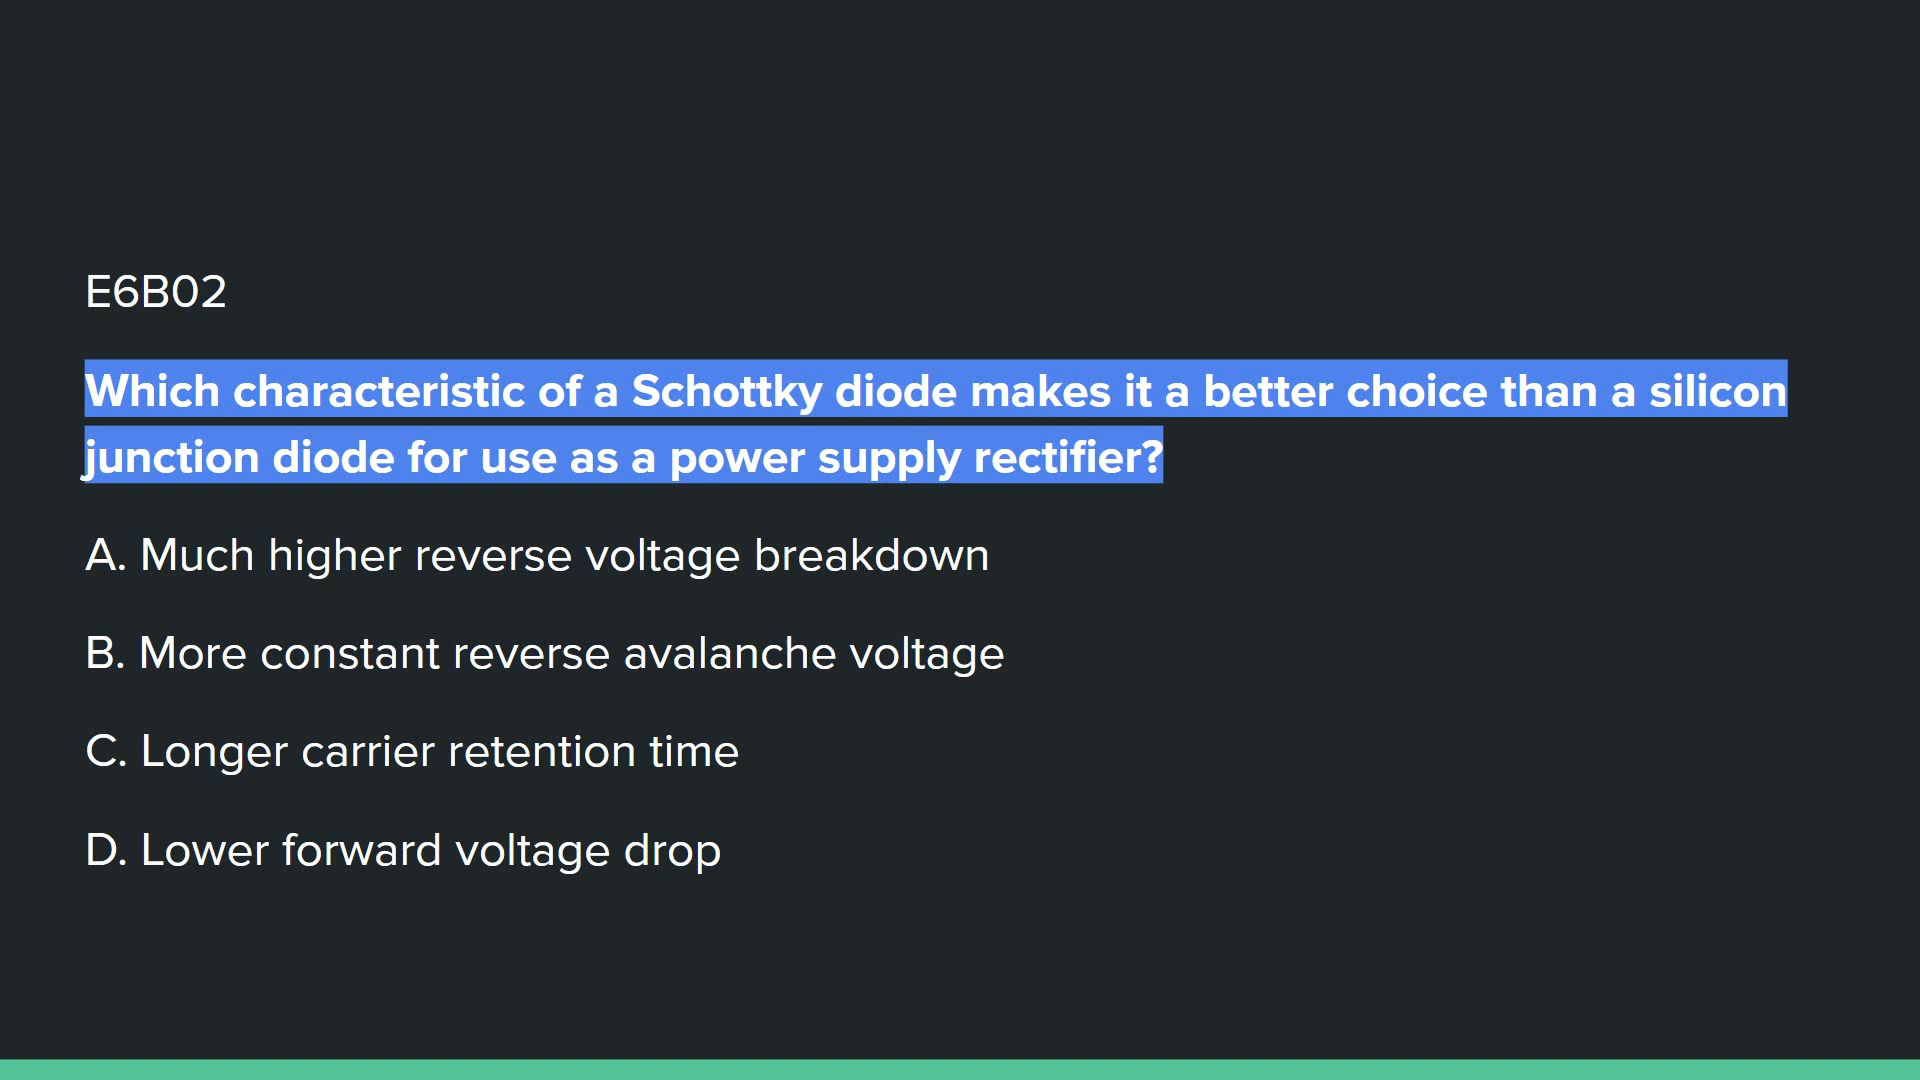 E6B02
Which characteristic of a Schottky diode makes it a better choice than a silicon
junction diode for use as a power supply rectifier?
A. Much higher reverse voltage breakdown
B. More constant reverse avalanche voltage
C. Longer carrier retention time
D. Lower forward voltage drop